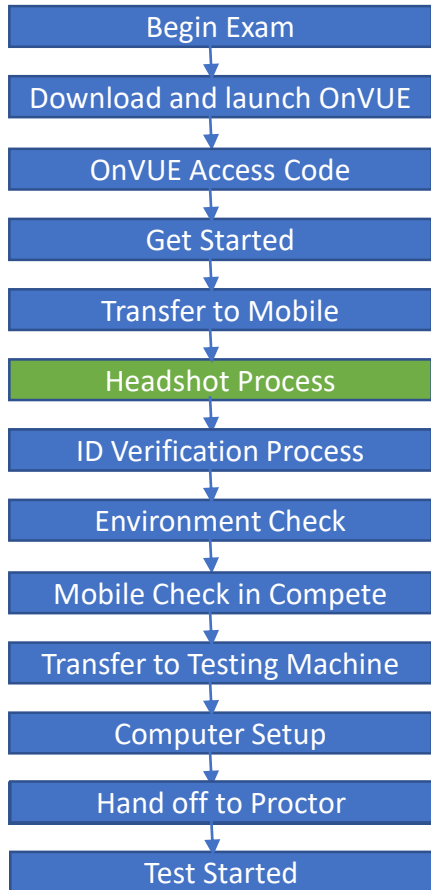 Begin Exam
Download and launch OnVUE
OnVUE Access Code
Get Started
Transfer to Mobile
Headshot Process
ID Verification Process
Environment Check
Mobile Check in Compete
Transfer to Testing Machine
Computer Setup
Hand off to Proctor
Test Started